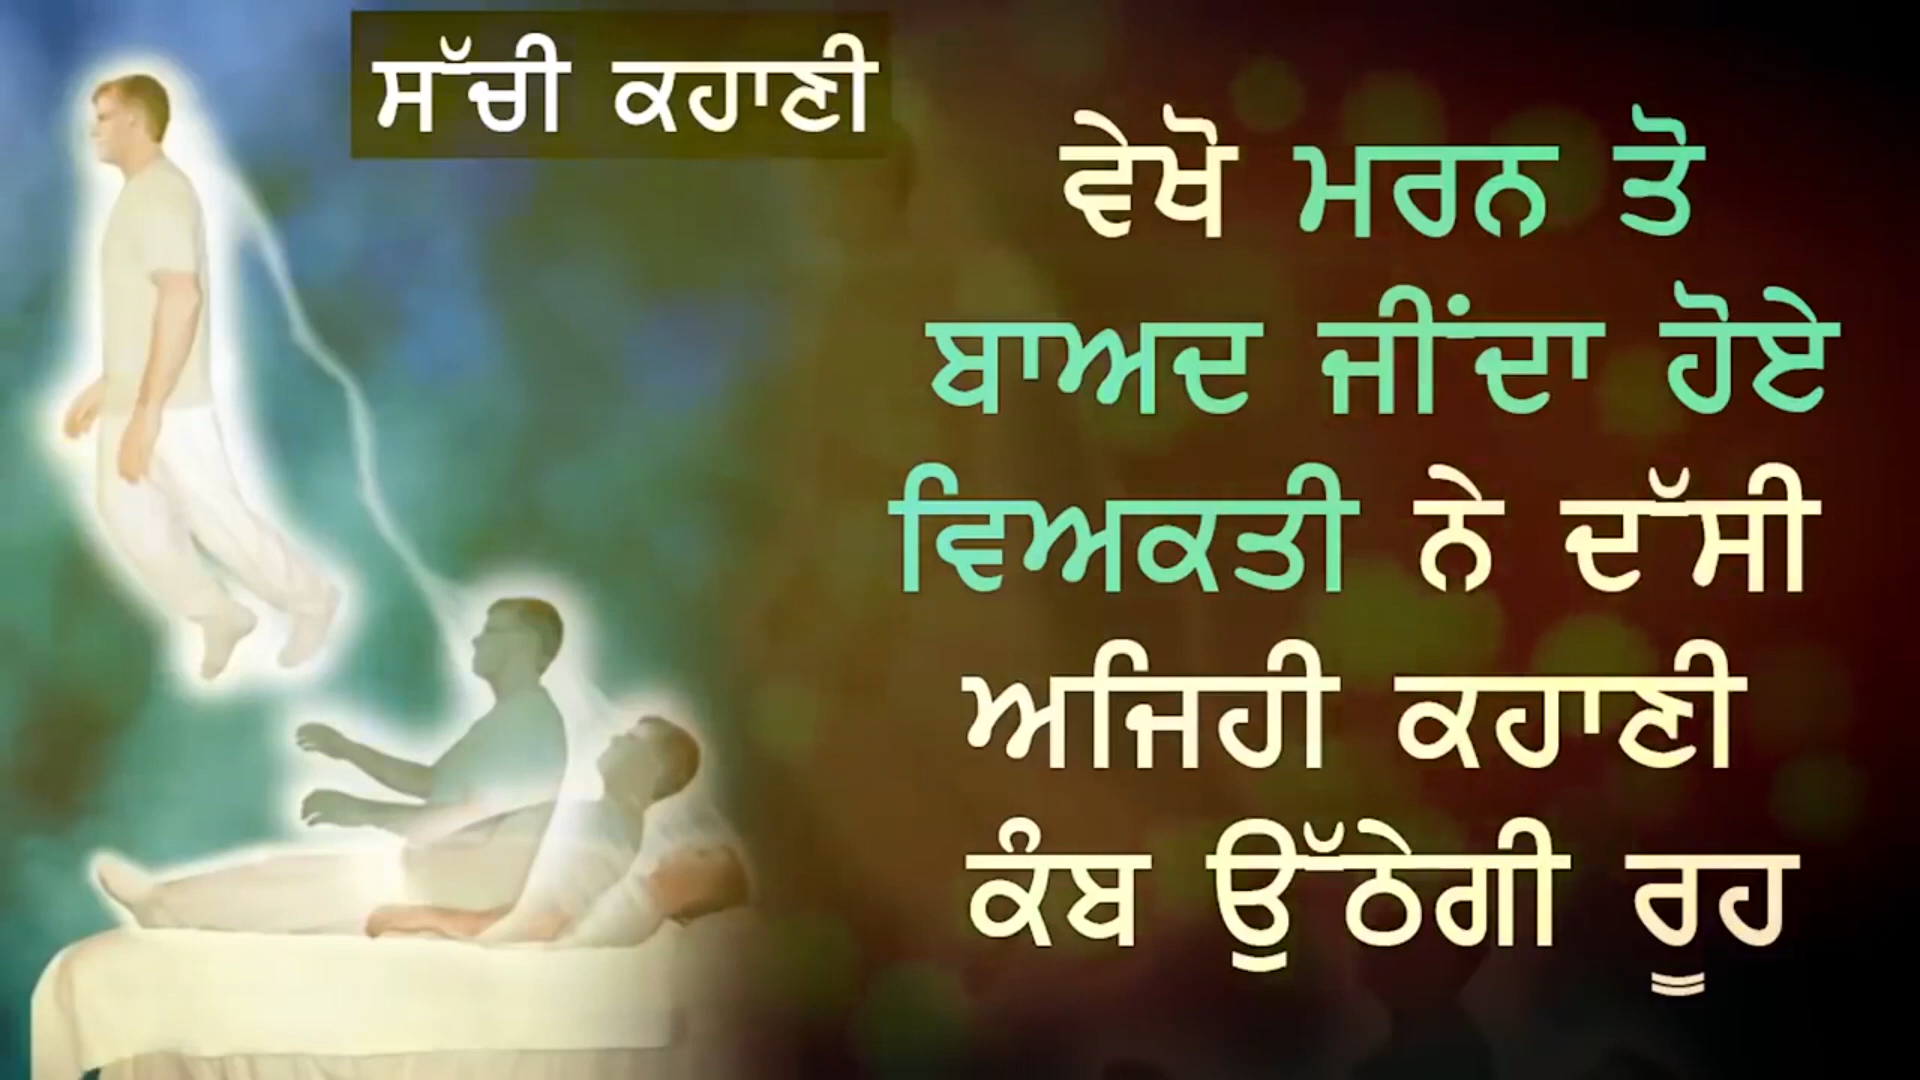 ਸੱਚੀ ਕਹਾਣੀ
ਵੇਖੋ ਮਰਨ ਤੋ
ਬਾਅਦ ਜੀਂਦਾ ਹੋਏ
ਵਿਅਕਤੀ ਨੇ ਦੱਸੀ
ਅਜਿਹੀ ਕਹਾਣੀ
ਕੰਬ ਉੱਠੇਗੀ ਰੂਹ